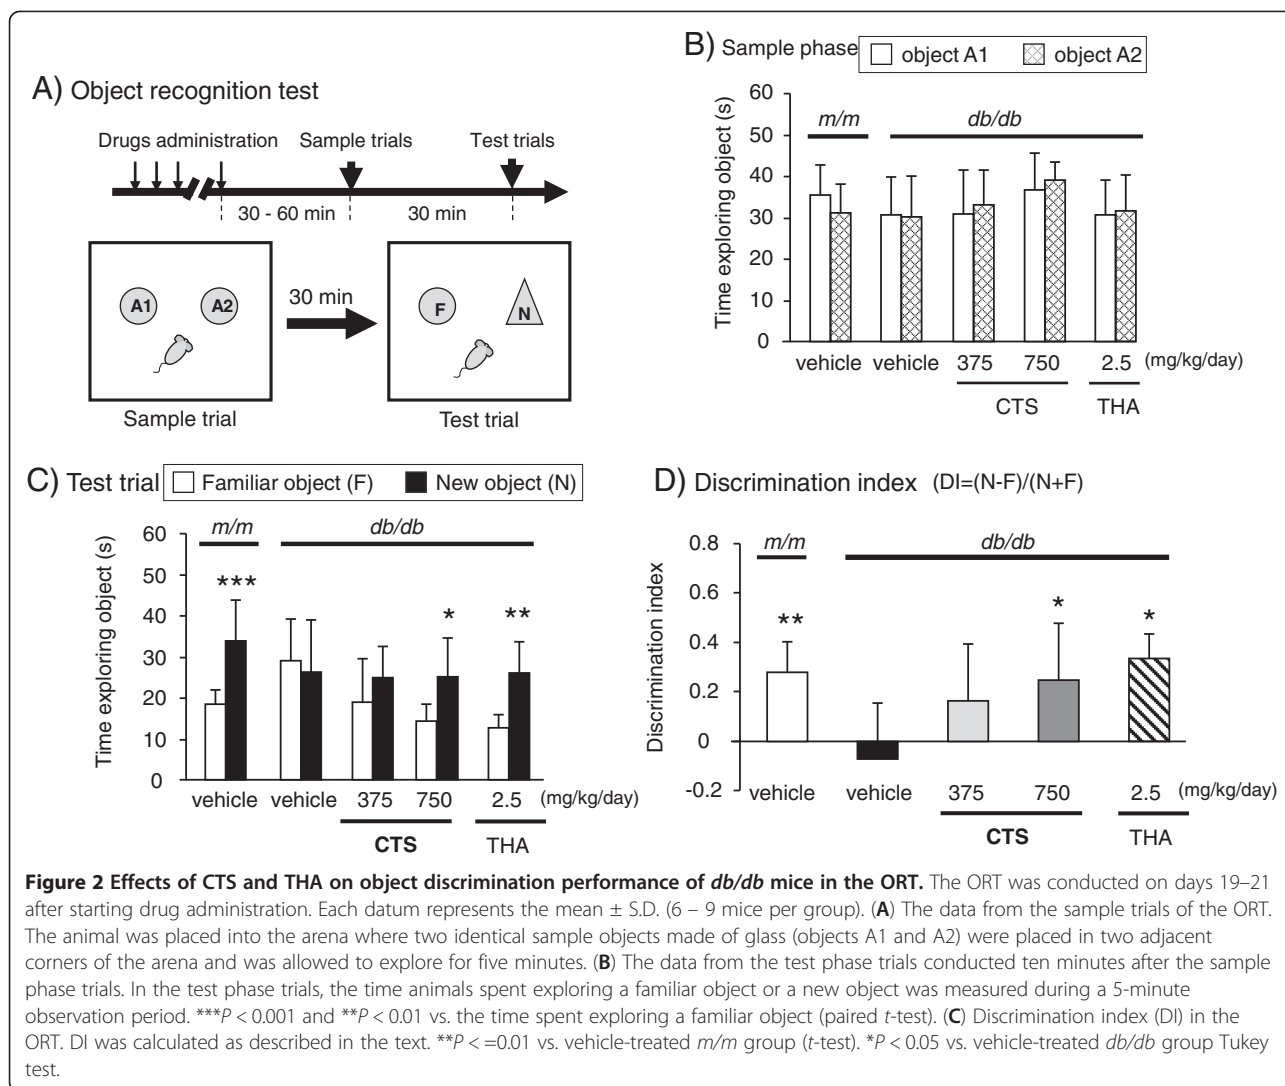 A) Object recognition test
Drugs administration
Sample trials
Test trials
30 - 60 min
30 min
A1
A2
30 min
F
N
Sample trial
Test trial
B) Sample phase
object A1
object A2
Time exploring object (s)
60
50
40
30
20
10
0
m/m
db/db
vehicle
vehicle
375
750
2.5
(mg/kg/day)
CTS
THA
C) Test trial
Familiar object (F)
New object (N)
Time exploring object (s)
60
50
40
30
20
10
0
m/m
db/db
***
*
**
vehicle
vehicle
375
750
2.5
(mg/kg/day)
CTS
THA
D) Discrimination index (DI=(N-F)/(N+F)
Discrimination index
0.8
0.6
0.4
0.2
0
-0.2
m/m
db/db
**
*
*
vehicle
vehicle
375
750
2.5
(mg/kg/day)
CTS
THA
Figure 2 Effects of CTS and THA on object discrimination performance of db/db mice in the ORT. The ORT was conducted on days 19–21
after starting drug administration. Each datum represents the mean ± S.D. (6 – 9 mice per group). (A) The data from the sample trials of the ORT.
The animal was placed into the arena where two identical sample objects made of glass (objects A1 and A2) were placed in two adjacent
corners of the arena and was allowed to explore for five minutes. (B) The data from the test phase trials conducted ten minutes after the sample
phase trials. In the test phase trials, the time animals spent exploring a familiar object or a new object was measured during a 5-minute
observation period. ***P < 0.001 and **P < 0.01 vs. the time spent exploring a familiar object (paired t-test). (C) Discrimination index (DI) in the
ORT. DI was calculated as described in the text. **P < =0.01 vs. vehicle-treated m/m group (t-test). *P < 0.05 vs. vehicle-treated db/db group Tukey
test.